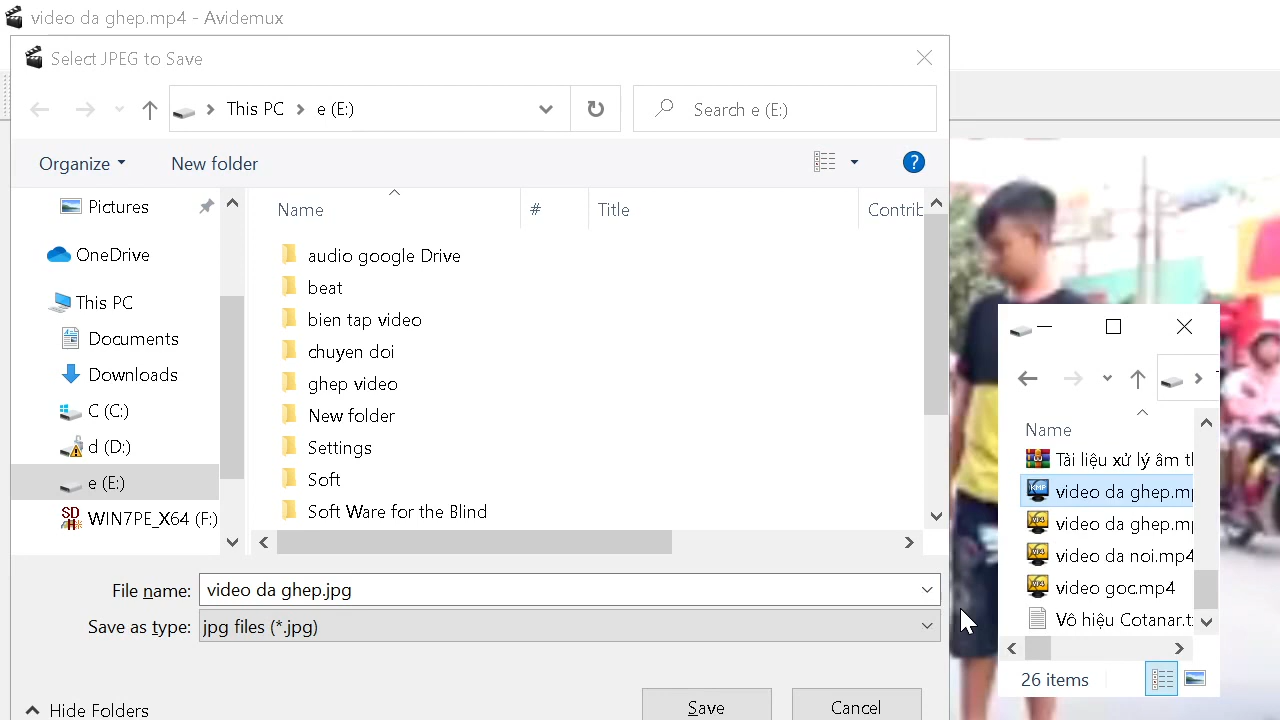 video da ghep.mp4 - Avidemux
Select JPEG to Save
This PC
e (E:)
Search e (E:)
Organize
New folder
Pictures
OneDrive
This PC
Documents
Downloads
C (C:)
d (D:)
e (E:)
WIN7PE_X64 (F:)
Name
#
Title
Contrib
audio google Drive
beat
bien tap video
chuyen doi
ghep video
New folder
Settings
Soft
Soft Ware for the Blind
File name:
video da ghep.jpg
Save as type:
jpg files (*.jpg)
Hide Folders
Save
Cancel
Name
Tài liệu xử lý âm
video da ghep.mp
video da ghep.mp
video da noi.mp4
video goc.mp4
Vô hiệu Cotanar.t
26 items